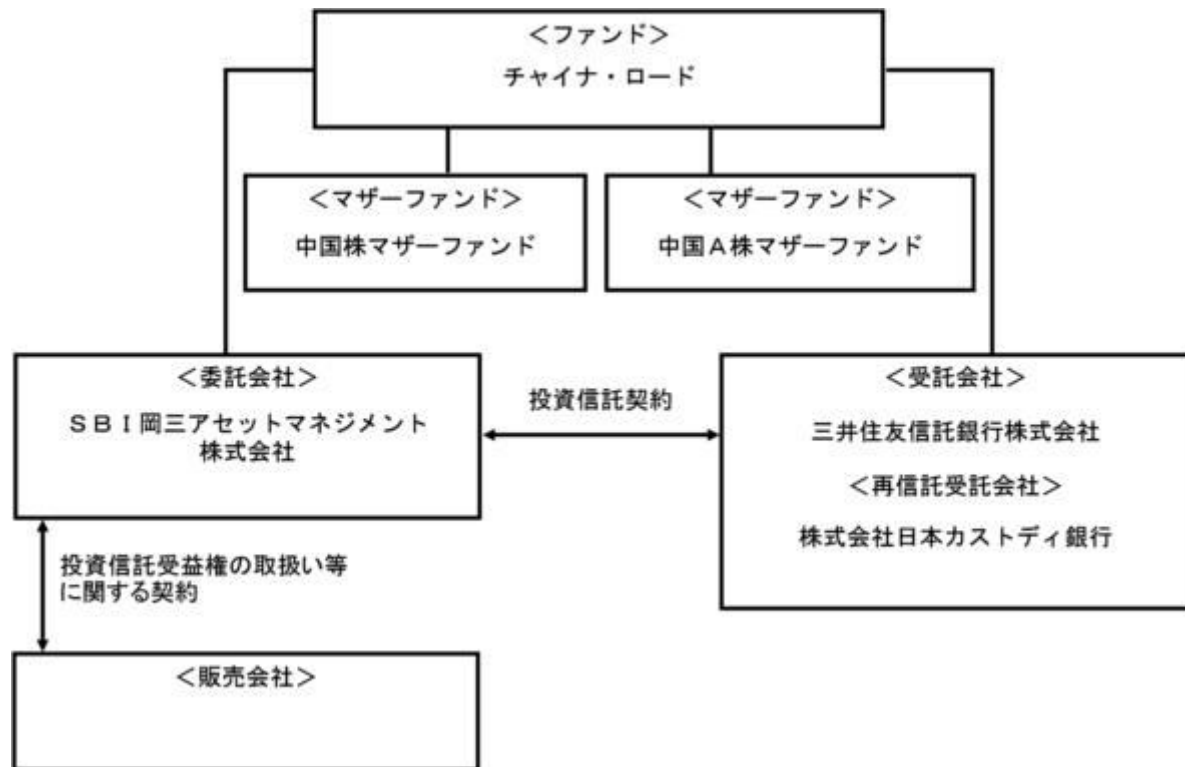 <ファンド>
チャイナ・ロード
<マザーファンド>
中国株マザーファンド
<マザーファンド>
中国A株マザーファンド
<委託会社>
SBI岡三アセットマネジメント
株式会社
投資信託契約
<受託会社>
三井住友信託銀行株式会社
<再信託受託会社>
株式会社日本カストディ銀行
投資信託受益権の取扱い等
に関する契約
<販売会社>